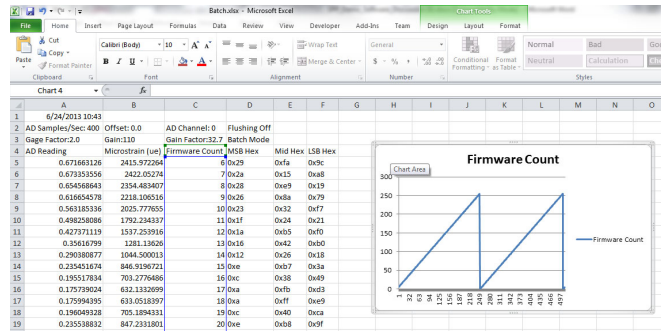 Batch.xlsx - Microsoft Excel
Chart Tools
File Home Insert Page Layout Formulas Data Review View Developer Add-Ins Team Design Layout Format
Paste
Cut
Copy
Format Painter
Clipboard
Calibri (Body) 10
B I U
Font
Wrap Text
Merge & Center
Alignment
General
$ % ,
Number
Conditional Formatting
Format as Table
Normal Bad
Neutral Calculation
Styles
Chart 4 fx
A B C D E F G H I J K L M N O
1 6/24/2013 10:43
2 AD Samples/Sec: 400 Offset: 0.0 AD Channel: 0 Flushing Off
3 Gage Factor:2.0 Gain:110 Gain Factor:32.7 Batch Mode
4 AD Reading Microstrain (ue) Firmware Count MSB Hex Mid Hex LSB Hex
5 0.671663126 2415.972264 6 0x29 0xfa 0x9c
6 0.673353556 2422.05274 7 0x2a 0x15 0xa8
7 0.654568643 2354.483407 8 0x28 0xe9 0x19
8 0.616654578 2218.106516 9 0x26 0x8a 0x79
9 0.563185336 2025.777655 10 0x23 0x32 0xf7
10 0.498258086 1792.234337 11 0x1f 0x24 0x21
11 0.427371119 1537.253916 12 0x1a 0xb5 0xf0
12 0.35616799 1281.13626 13 0x16 0x42 0xb0
13 0.290380877 1044.500013 14 0x12 0x26 0x18
14 0.235451674 846.9196721 15 0xe 0xb7 0x3a
15 0.195517834 703.2776486 16 0xc 0x38 0x49
16 0.175739024 632.1332699 17 0xa 0xfb 0xd3
17 0.175994395 633.0518397 18 0xa 0xff 0xe9
18 0.196049328 705.1894331 19 0xc 0x40 0xca
19 0.235538832 847.2331801 20 0xe 0xb8 0x9f
Firmware Count
Chart Area
300
250
200
150
100
50
0
1 32 63 94 125 156 187 218 249 280 311 342 373 404 435 466 497
Firmware Count